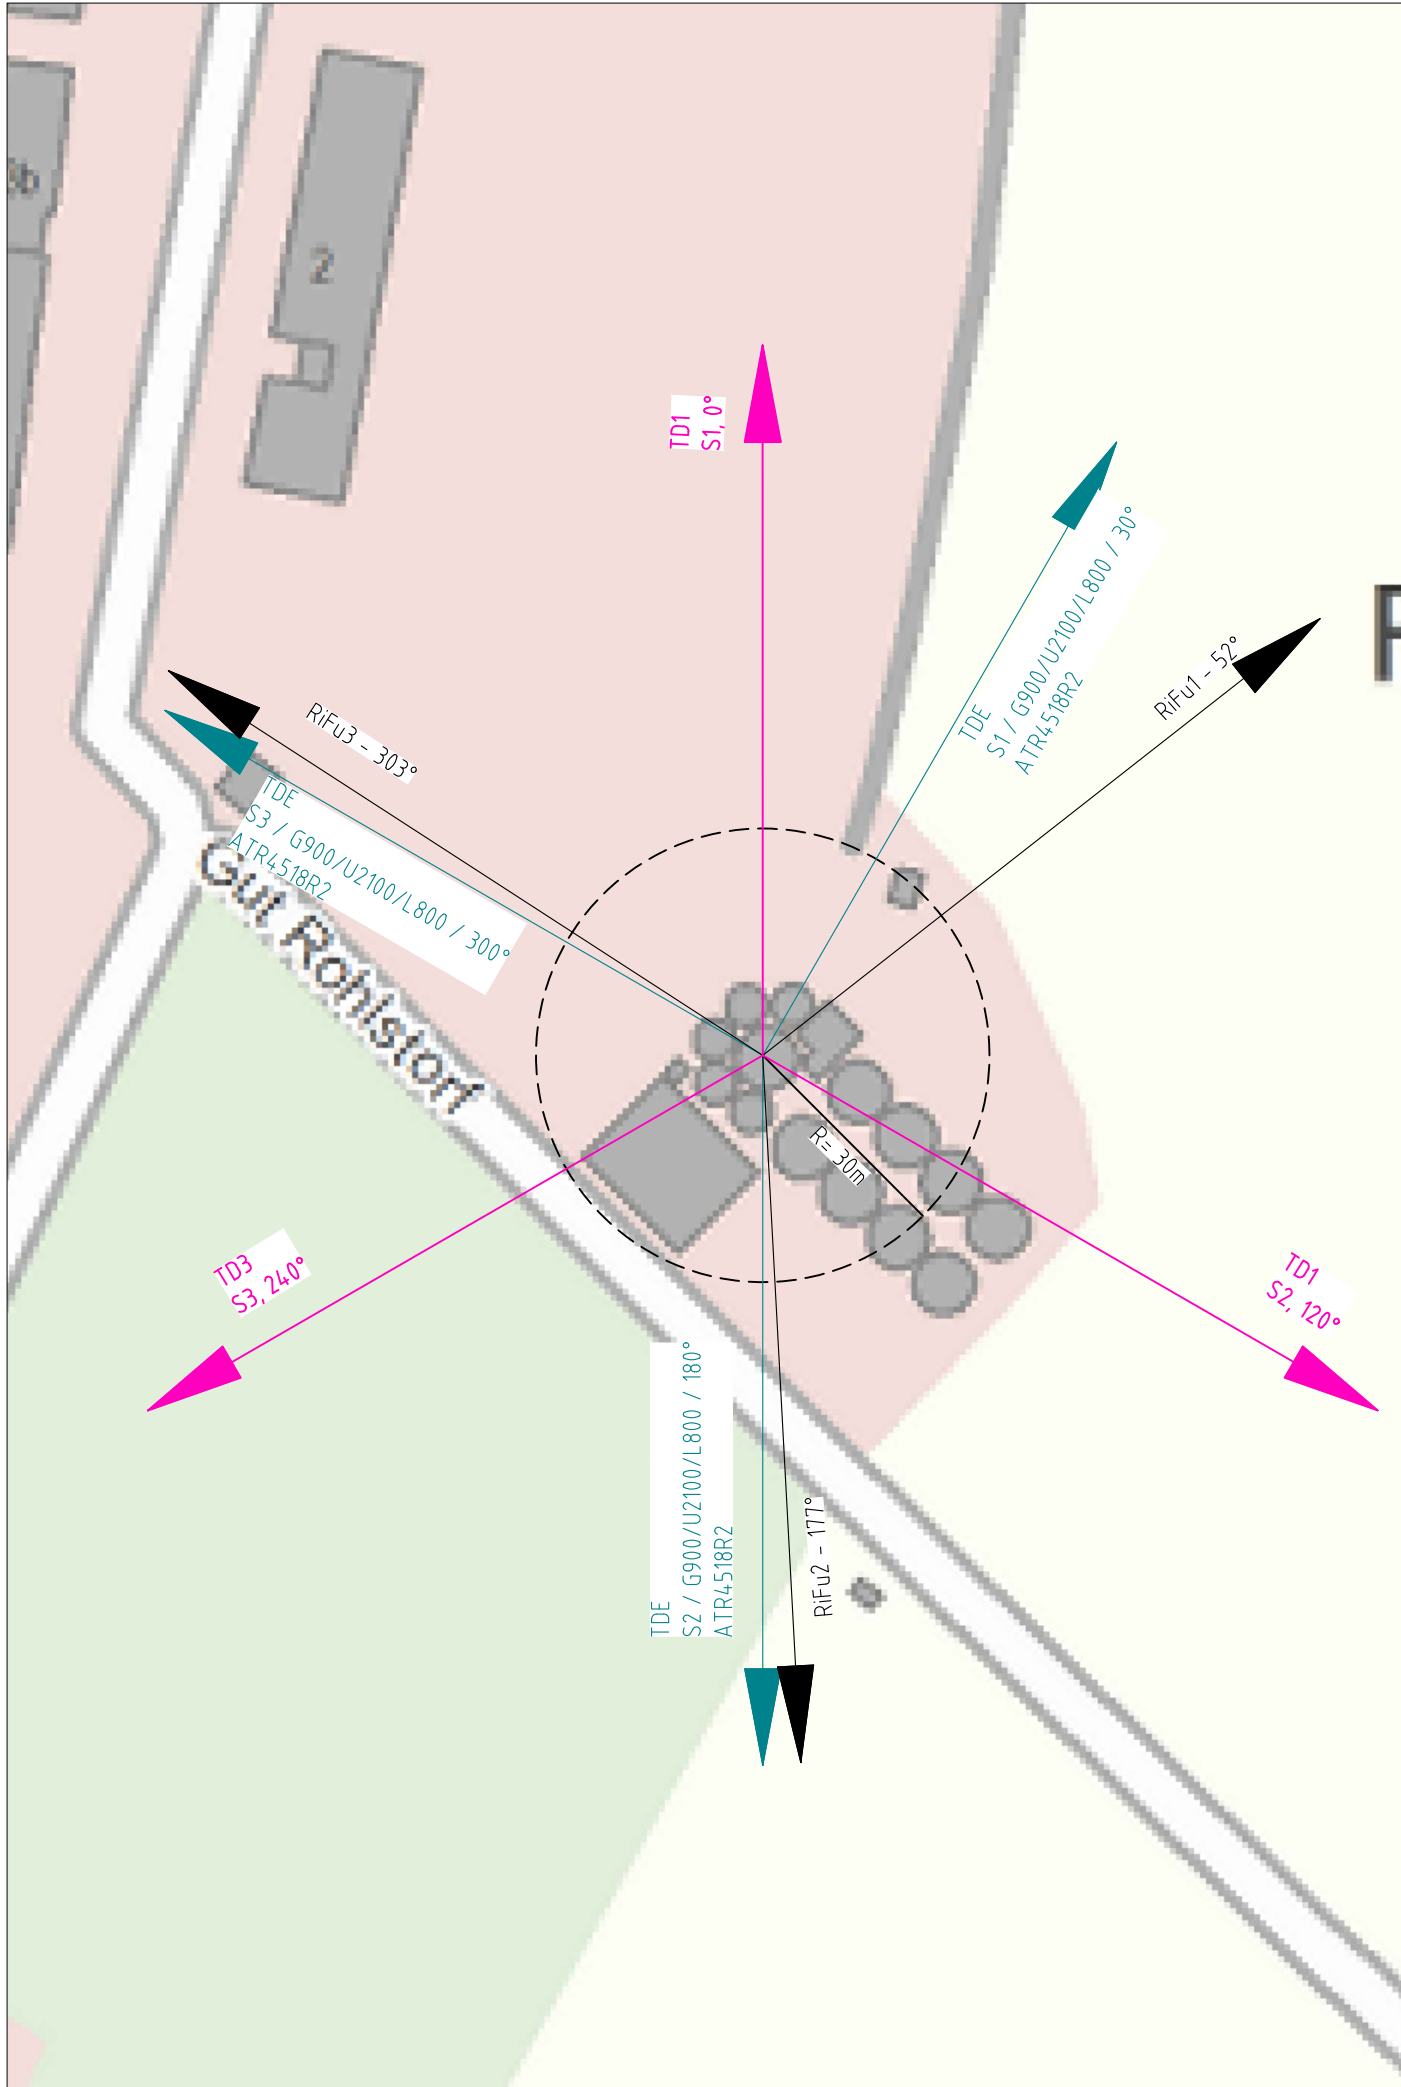 2
TD1
S1, 0°
TDE
S1 / G900/U2100/L800 / 30°
ATR4518R2
RiFu1 - 52°
RiFu3 - 303°
TDE
S3 / G900/U2100/L800 / 300°
ATR4518R2
Gut Rohlstorf
R= 30m
TD3
S3, 240°
TD1
S2, 120°
TDE
S2 / G900/U2100/L800 / 180°
ATR4518R2
RiFu2 - 177°